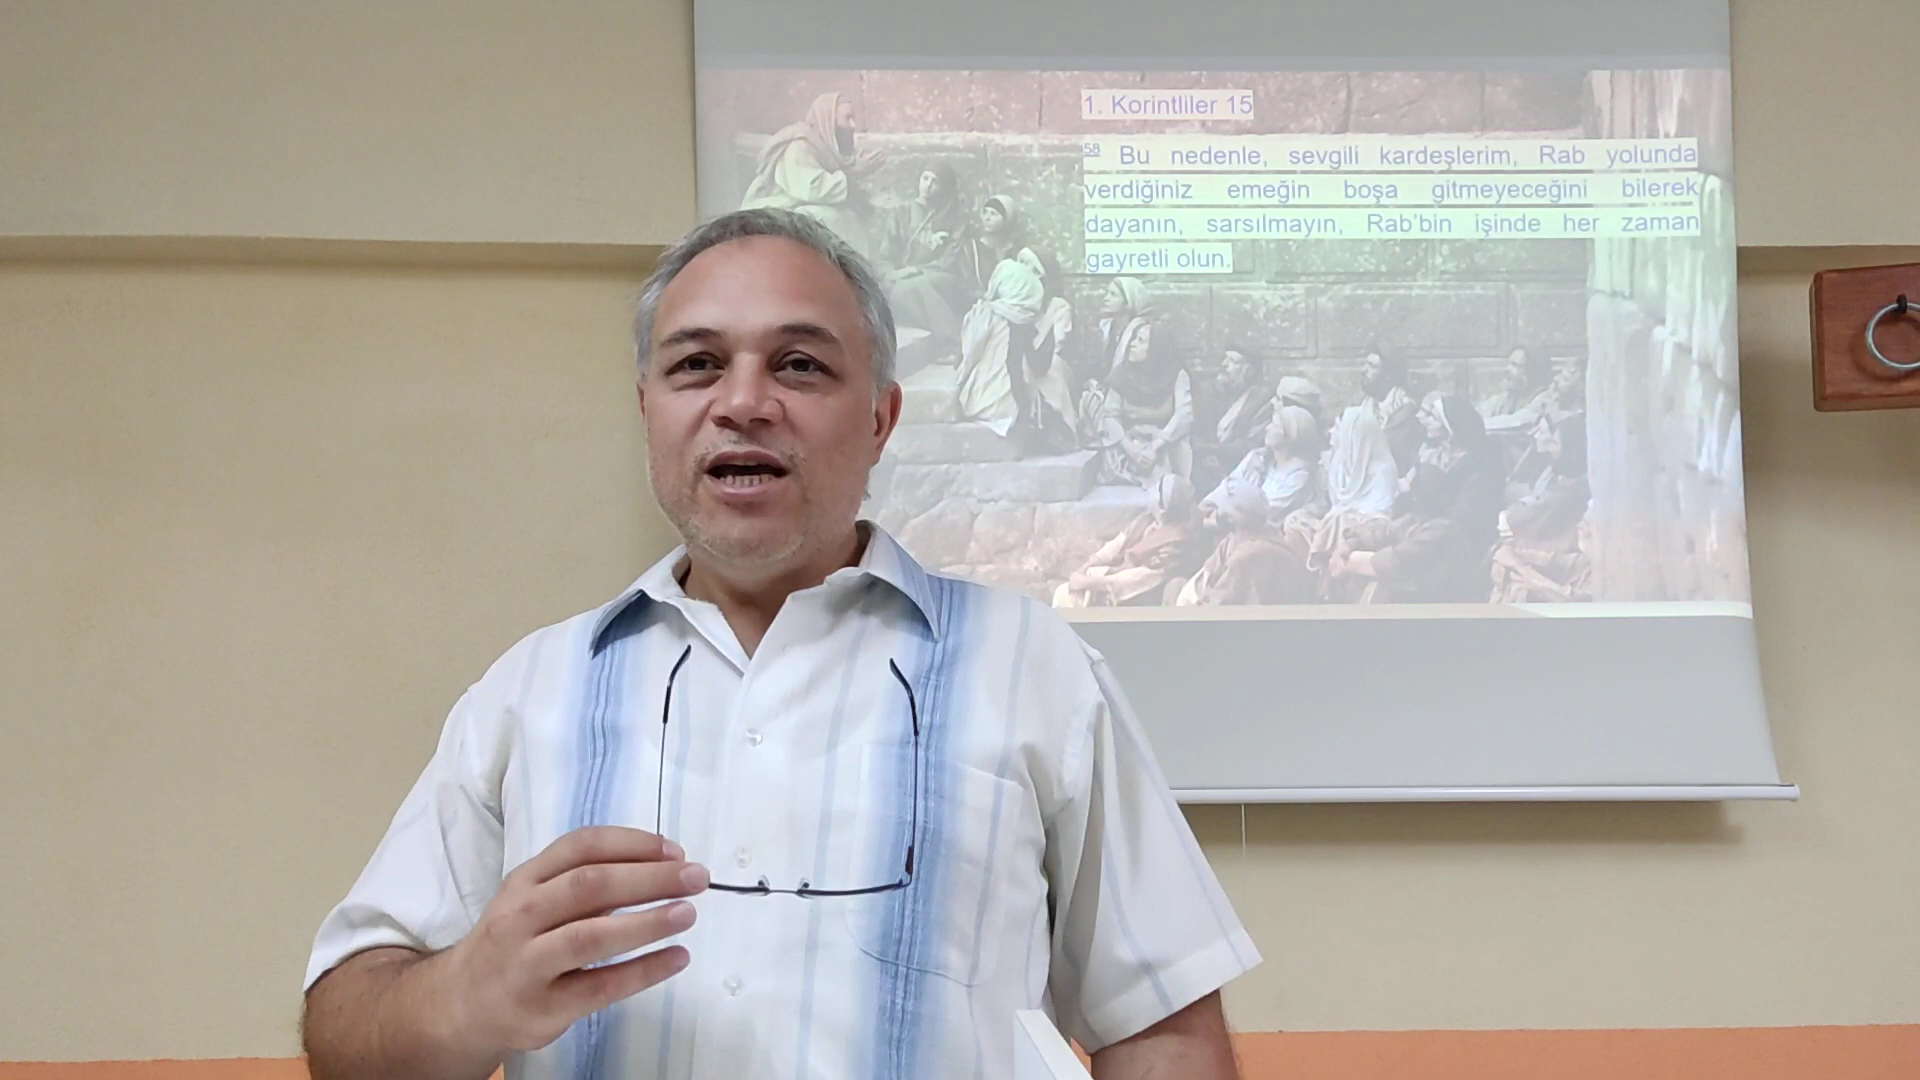 1. Korintliler 15
58 Bu nedenle, sevgili kardeşlerim, Rab yolunda
verdiğiniz emeğin boşa gitmeyeceğini bilerek
dayanın, sarsılmayın, Rab'bin işinde her zaman
gayretli olun.